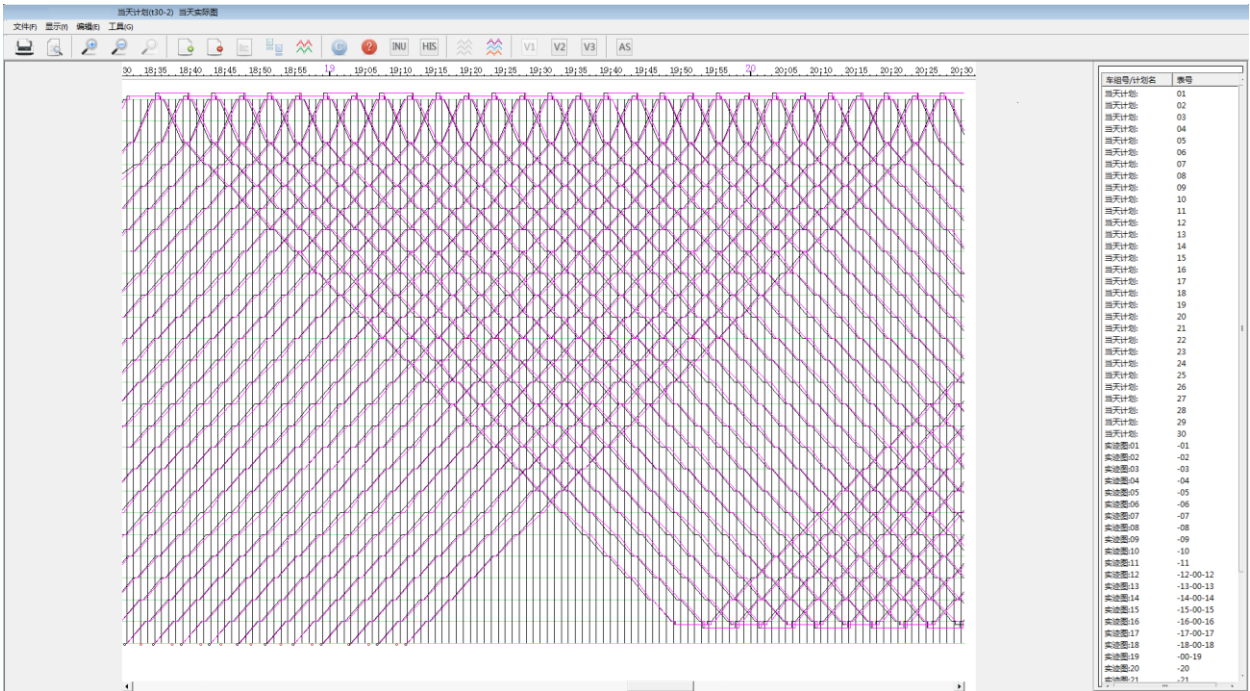 当天计划(t30-2) 当天实际图
文件(F) 显示(I) 编辑(E) 工具(G)
INU HIS V1 V2 V3 AS
30 18:35 18:40 18:45 18:50 18:55 19 19:05 19:10 19:15 19:20 19:25 19:30 19:35 19:40 19:45 19:50 19:55 20 20:05 20:10 20:15 20:20 20:25 20:30
车组号/计划名 表号
当天计划: 01
当天计划: 02
当天计划: 03
当天计划: 04
当天计划: 05
当天计划: 06
当天计划: 07
当天计划: 08
当天计划: 09
当天计划: 10
当天计划: 11
当天计划: 12
当天计划: 13
当天计划: 14
当天计划: 15
当天计划: 16
当天计划: 17
当天计划: 18
当天计划: 19
当天计划: 20
当天计划: 21
当天计划: 22
当天计划: 23
当天计划: 24
当天计划: 25
当天计划: 26
当天计划: 27
当天计划: 28
当天计划: 29
当天计划: 30
实迹图:01 -01
实迹图:02 -02
实迹图:03 -03
实迹图:04 -04
实迹图:05 -05
实迹图:06 -06
实迹图:07 -07
实迹图:08 -08
实迹图:09 -09
实迹图:10 -10
实迹图:11 -11
实迹图:12 -12-00-12
实迹图:13 -13-00-13
实迹图:14 -14-00-14
实迹图:15 -15-00-15
实迹图:16 -16-00-16
实迹图:17 -17-00-17
实迹图:18 -18-00-18
实迹图:19 -00-19
实迹图:20 -20
实迹图:21 -21